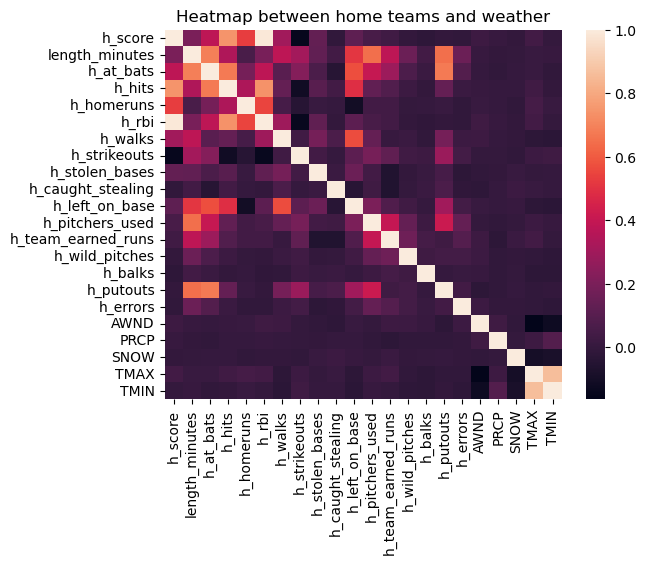 Heatmap between home teams and weather
h_score
length_minutes
h_at_bats
h_hits
h_homeruns
h_rbi
h_walks
h_strikeouts
h_stolen_bases
h_caught_stealing
h_left_on_base
h_pitchers_used
h_team_earned_runs
h_wild_pitches
h_balks
h_putouts
h_errors
AWND
PRCP
SNOW
TMAX
TMIN
h_score
length_minutes
h_at_bats
h_hits
h_homeruns
h_rbi
h_walks
h_strikeouts
h_stolen_bases
h_caught_stealing
h_left_on_base
h_pitchers_used
h_team_earned_runs
h_wild_pitches
h_balks
h_putouts
h_errors
AWND
PRCP
SNOW
TMAX
TMIN
1.0
0.8
0.6
0.4
0.2
0.0